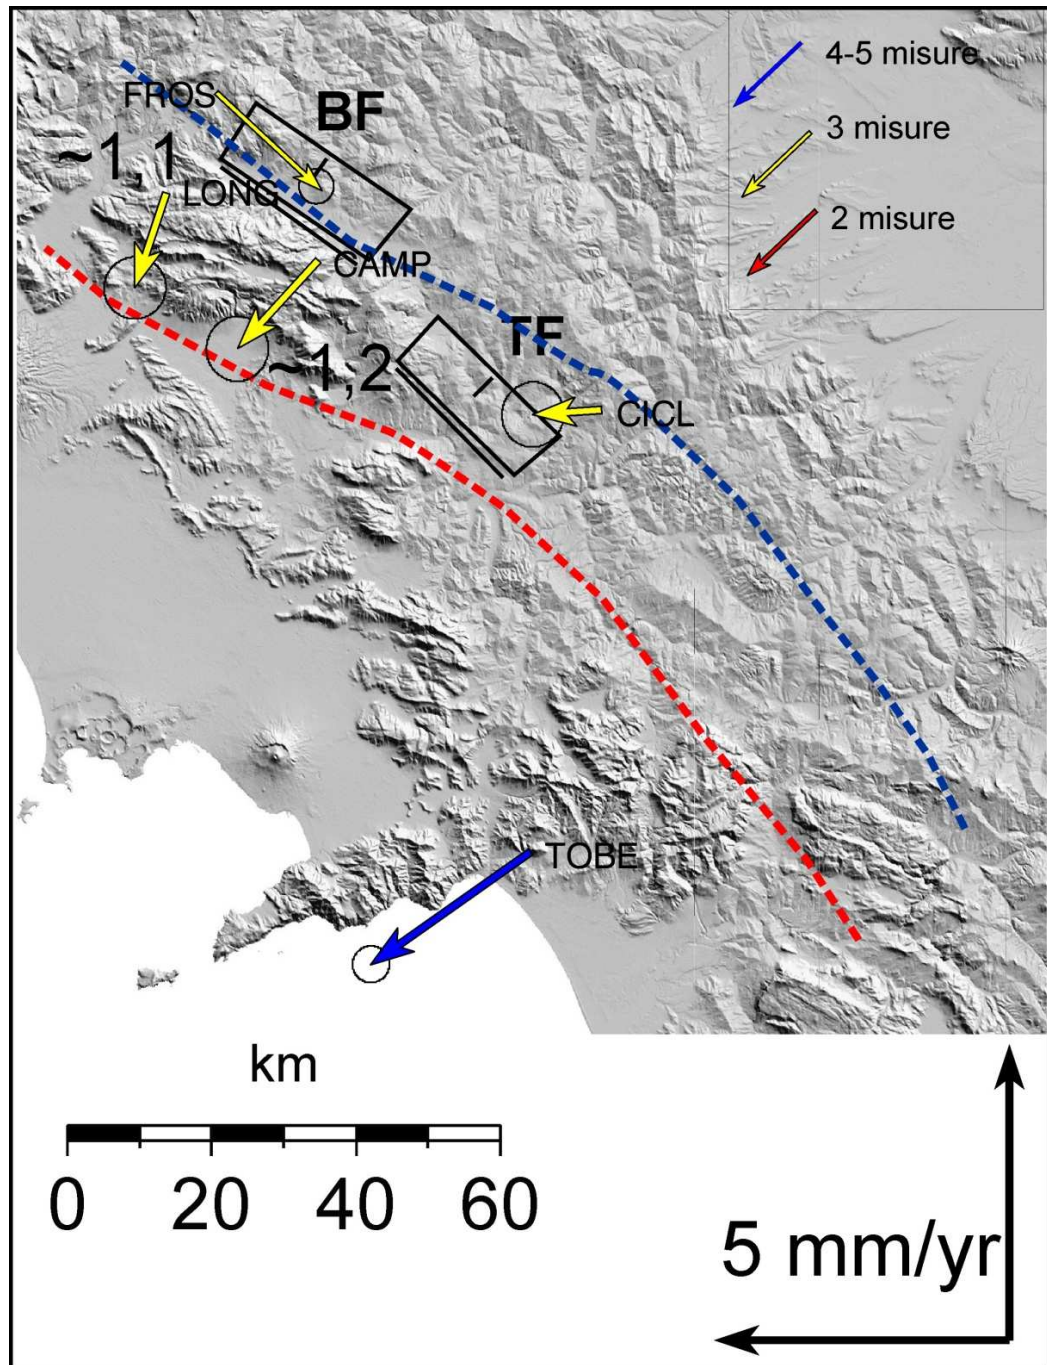 4-5 misure
3 misure
2 misure
FROS
BF
~1,1
LONG
CAMP
TF
~1,2
CICL
TOBE
km
0 20 40 60
5 mm/yr